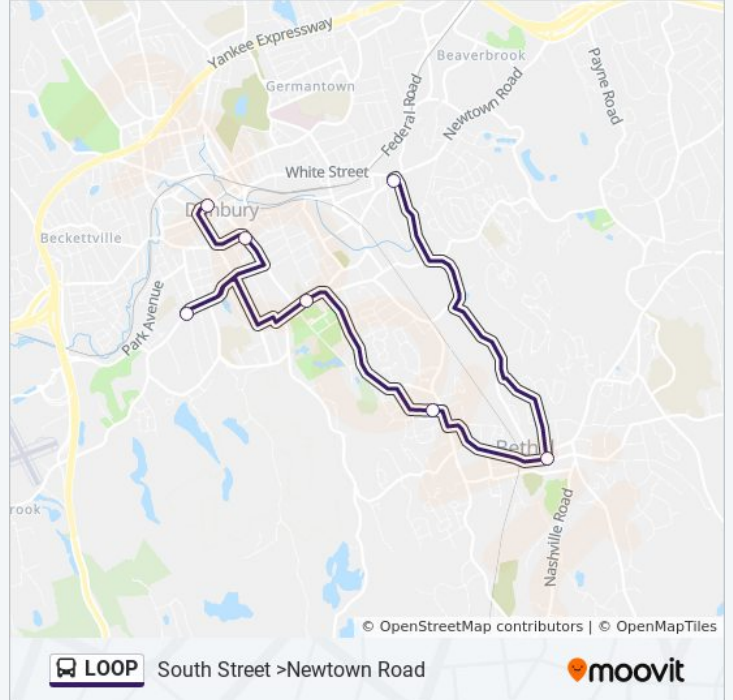 Yankee Expressway
Beaverbrook
Payne Road
Germantown
Federal Road
Newtown Road
White Street
Danbury
Beckettville
Park Avenue
Bethel
rook
Nashville Road
© OpenStreetMap contributors | © OpenMapTiles
LOOP South Street >Newtown Road
moovit